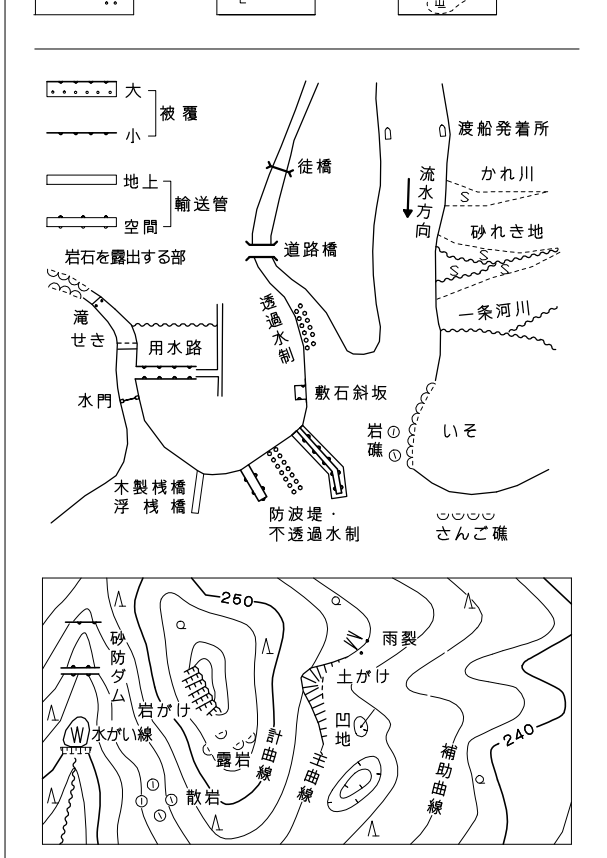 大
小
被覆
地上
空間
輸送管
岩石を露出する部
滝
せき
用水路
水門
徒橋
道路橋
透過水制
敷石斜坂
木製桟橋
浮桟橋
防波堤・
不透過水制
渡船発着所
流水方向
かれ川
砂れき地
一条河川
岩礁
いそ
さんご礁
250
砂防ダム
雨裂
土がけ
岩がけ
水がい線
凹地
露岩
計曲線
主曲線
補助曲線
240
散岩